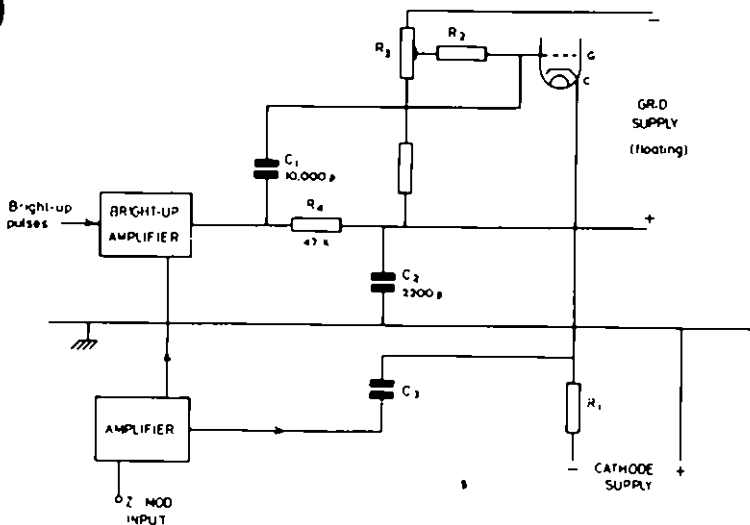 −
R3
R2
G
C
GRID
SUPPLY
(floating)
C1
10,000 p
Bright-up
pulses
BRIGHT-UP
AMPLIFIER
R4
47 K
+
C2
2200 p
C3
R1
AMPLIFIER
− CATHODE +
SUPPLY
Z MOD
INPUT